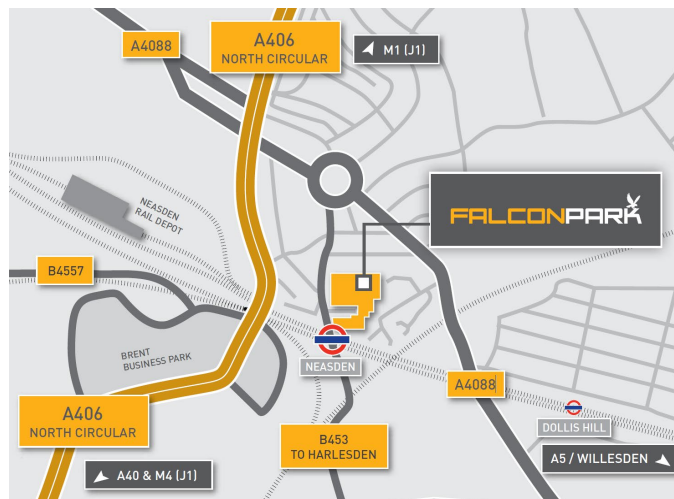 A4088
A406
NORTH CIRCULAR
M1 (J1)
NEASDEN
RAIL DEPOT
FALCONPARK
B4557
BRENT
BUSINESS PARK
NEASDEN
A4088
A406
NORTH CIRCULAR
B453
TO HARLESDEN
DOLLIS HILL
A5 / WILLESDEN
A40 & M4 (J1)